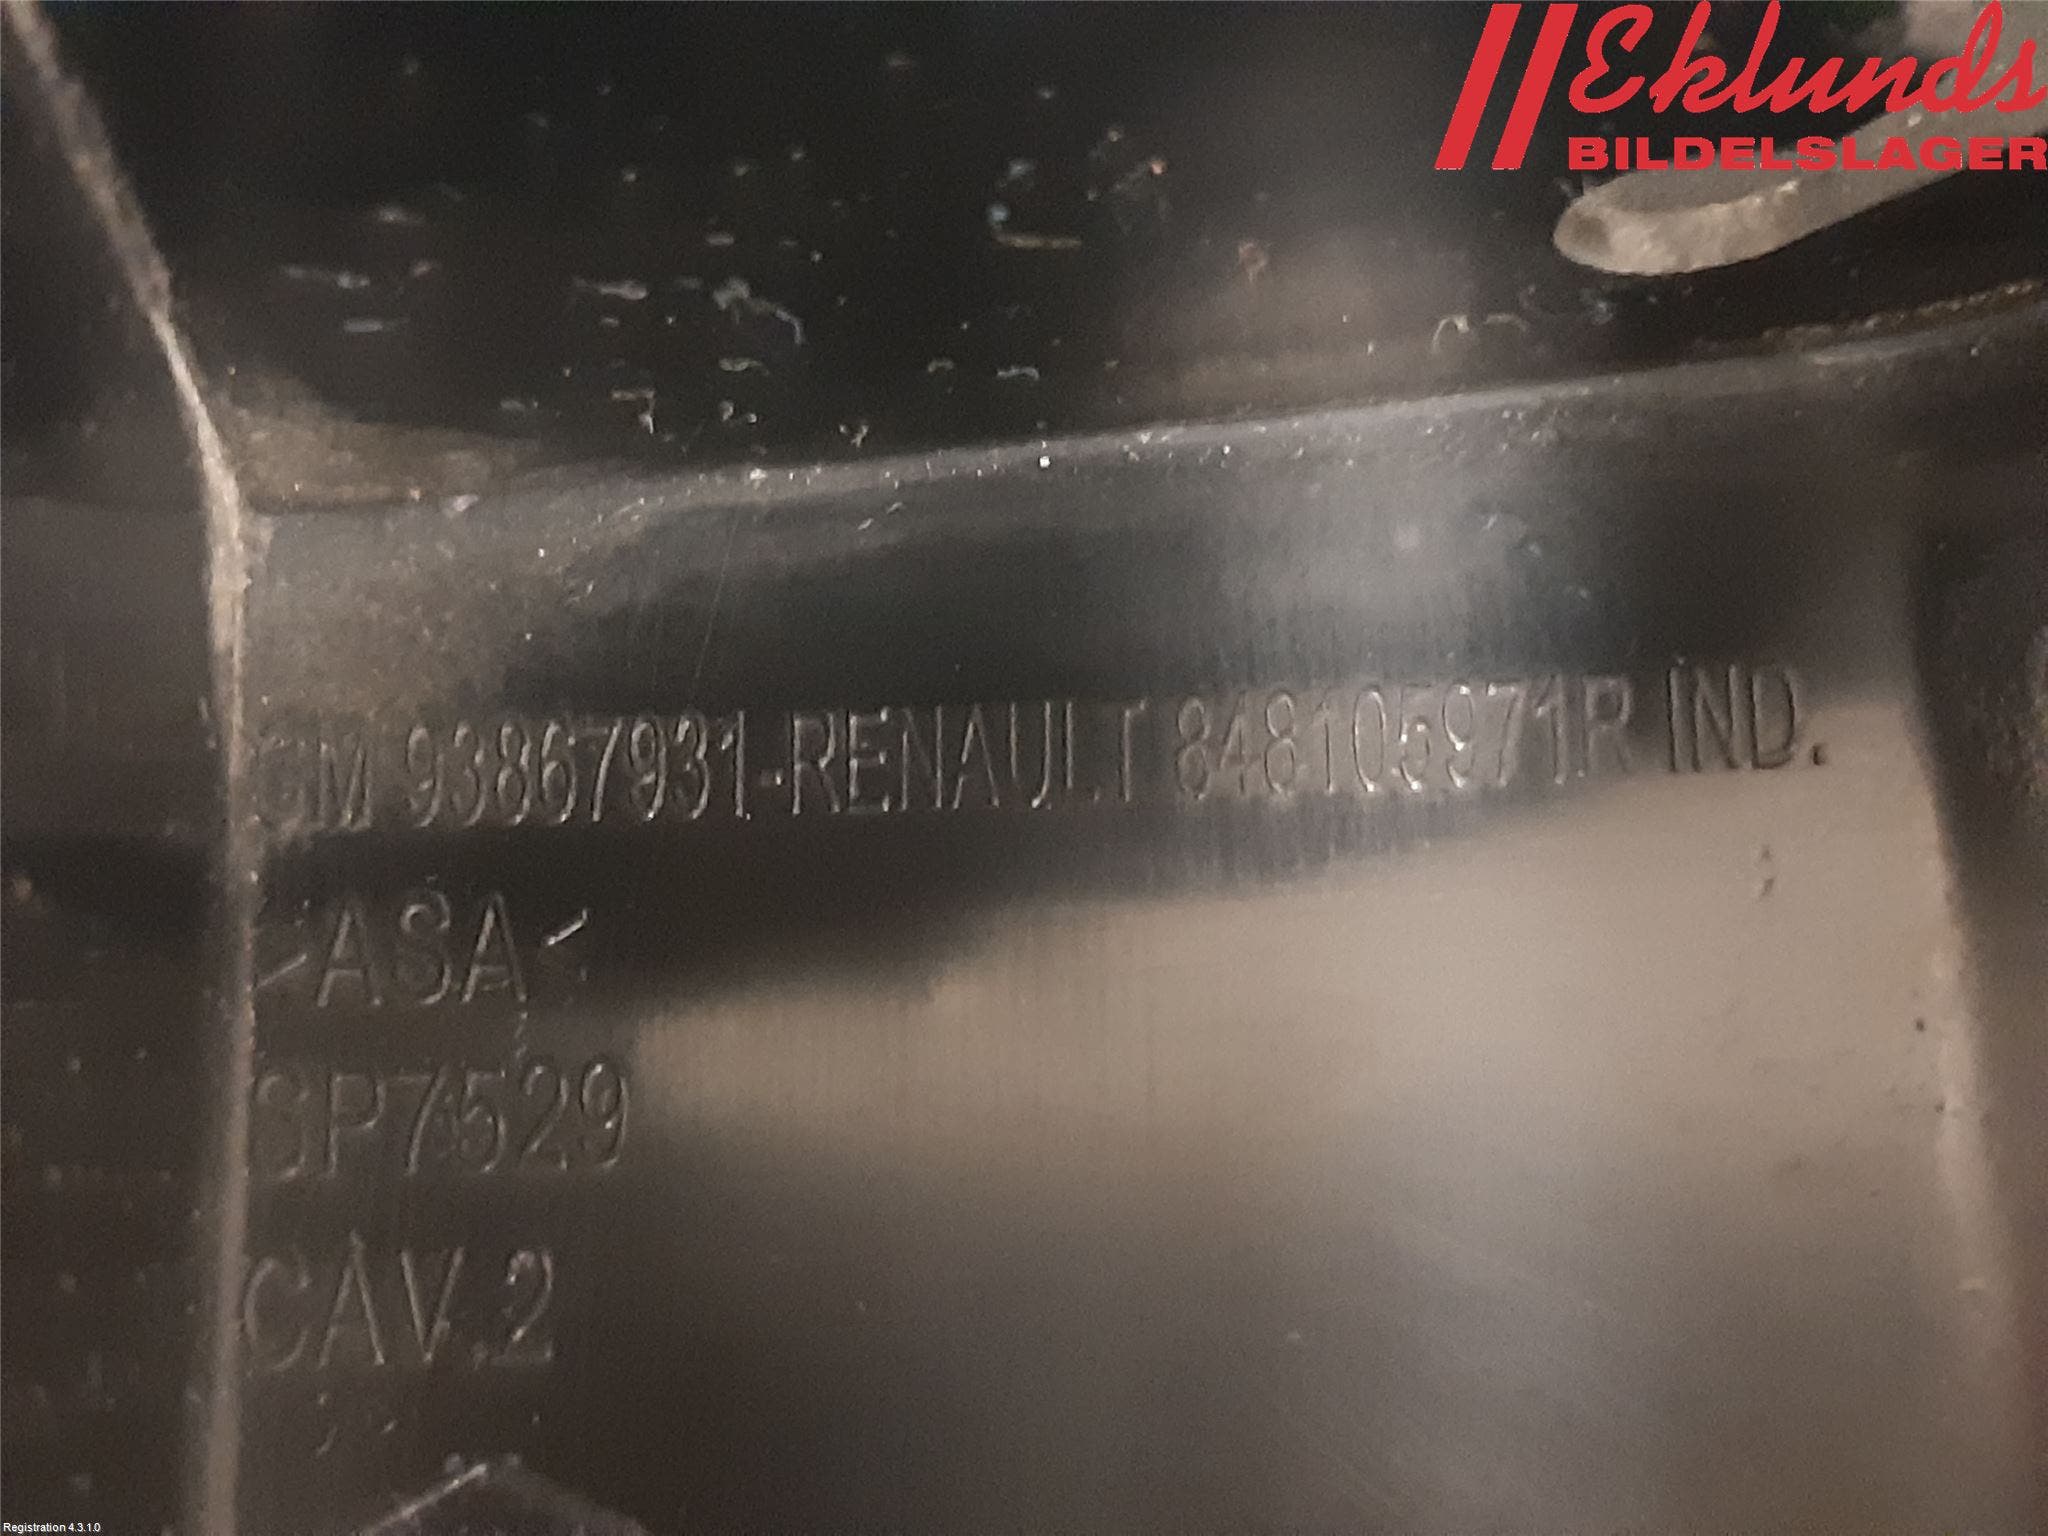 Eklunds
BILDELSLAGER
GM 93867931-RENAULT 848105971R IND.
>ASA<
SP7529
CAV.2
Registration 4.3.1.0